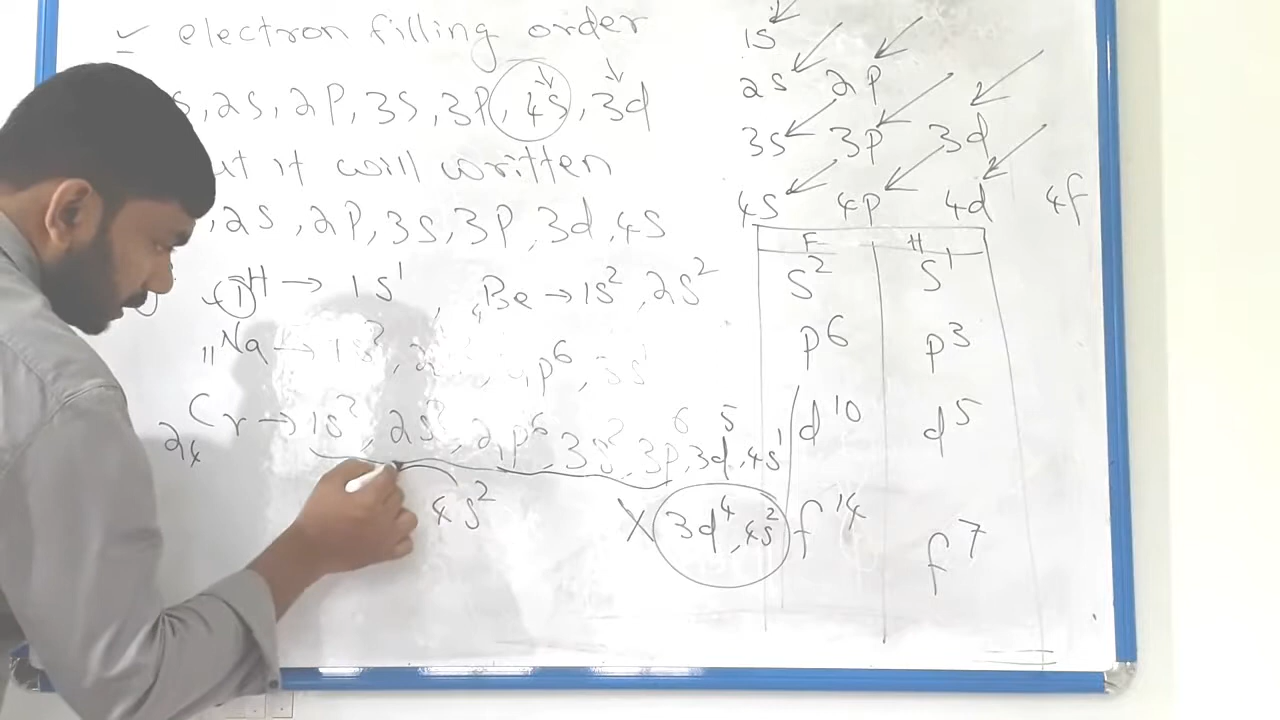 electron filling order
, 2s, 2p, 3s, 3p, 4s, 3d
ut it will written
, 2s, 2p, 3s, 3p, 3d, 4s
1H → 1s¹, 4Be → 1s², 2s²
11Na → 1s², p⁶, 3s¹
24Cr → 1s², 2s², 2p⁶, 3s², 3p⁶, 3d⁵, 4s¹
4s²
X 3d⁴, 4s²
1s
2s 2p
3s 3p 3d
4s 4p 4d 4f
F H
s² s¹
p⁶ p³
d¹⁰ d⁵
f¹⁴ f⁷